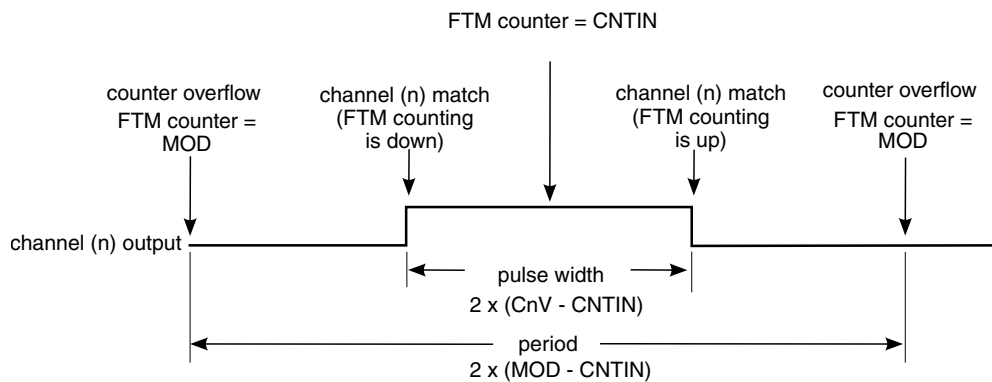 FTM counter = CNTIN
counter overflow
FTM counter =
MOD
channel (n) match
(FTM counting
is down)
channel (n) match
(FTM counting
is up)
counter overflow
FTM counter =
MOD
channel (n) output
pulse width
2 x (CnV - CNTIN)
period
2 x (MOD - CNTIN)